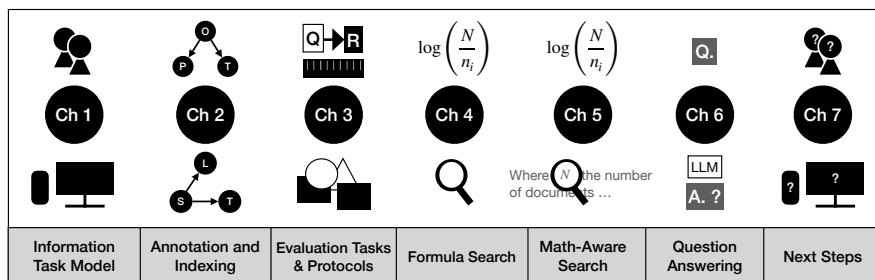 O
P T
Q R
log(N/n_i)
log(N/n_i)
Q.
? ?
Ch 1
Ch 2
Ch 3
Ch 4
Ch 5
Ch 6
Ch 7
L
S T
Where N the number
of documents ...
LLM
A. ?
? ?
Information
Task Model
Annotation and
Indexing
Evaluation Tasks
& Protocols
Formula Search
Math-Aware
Search
Question
Answering
Next Steps